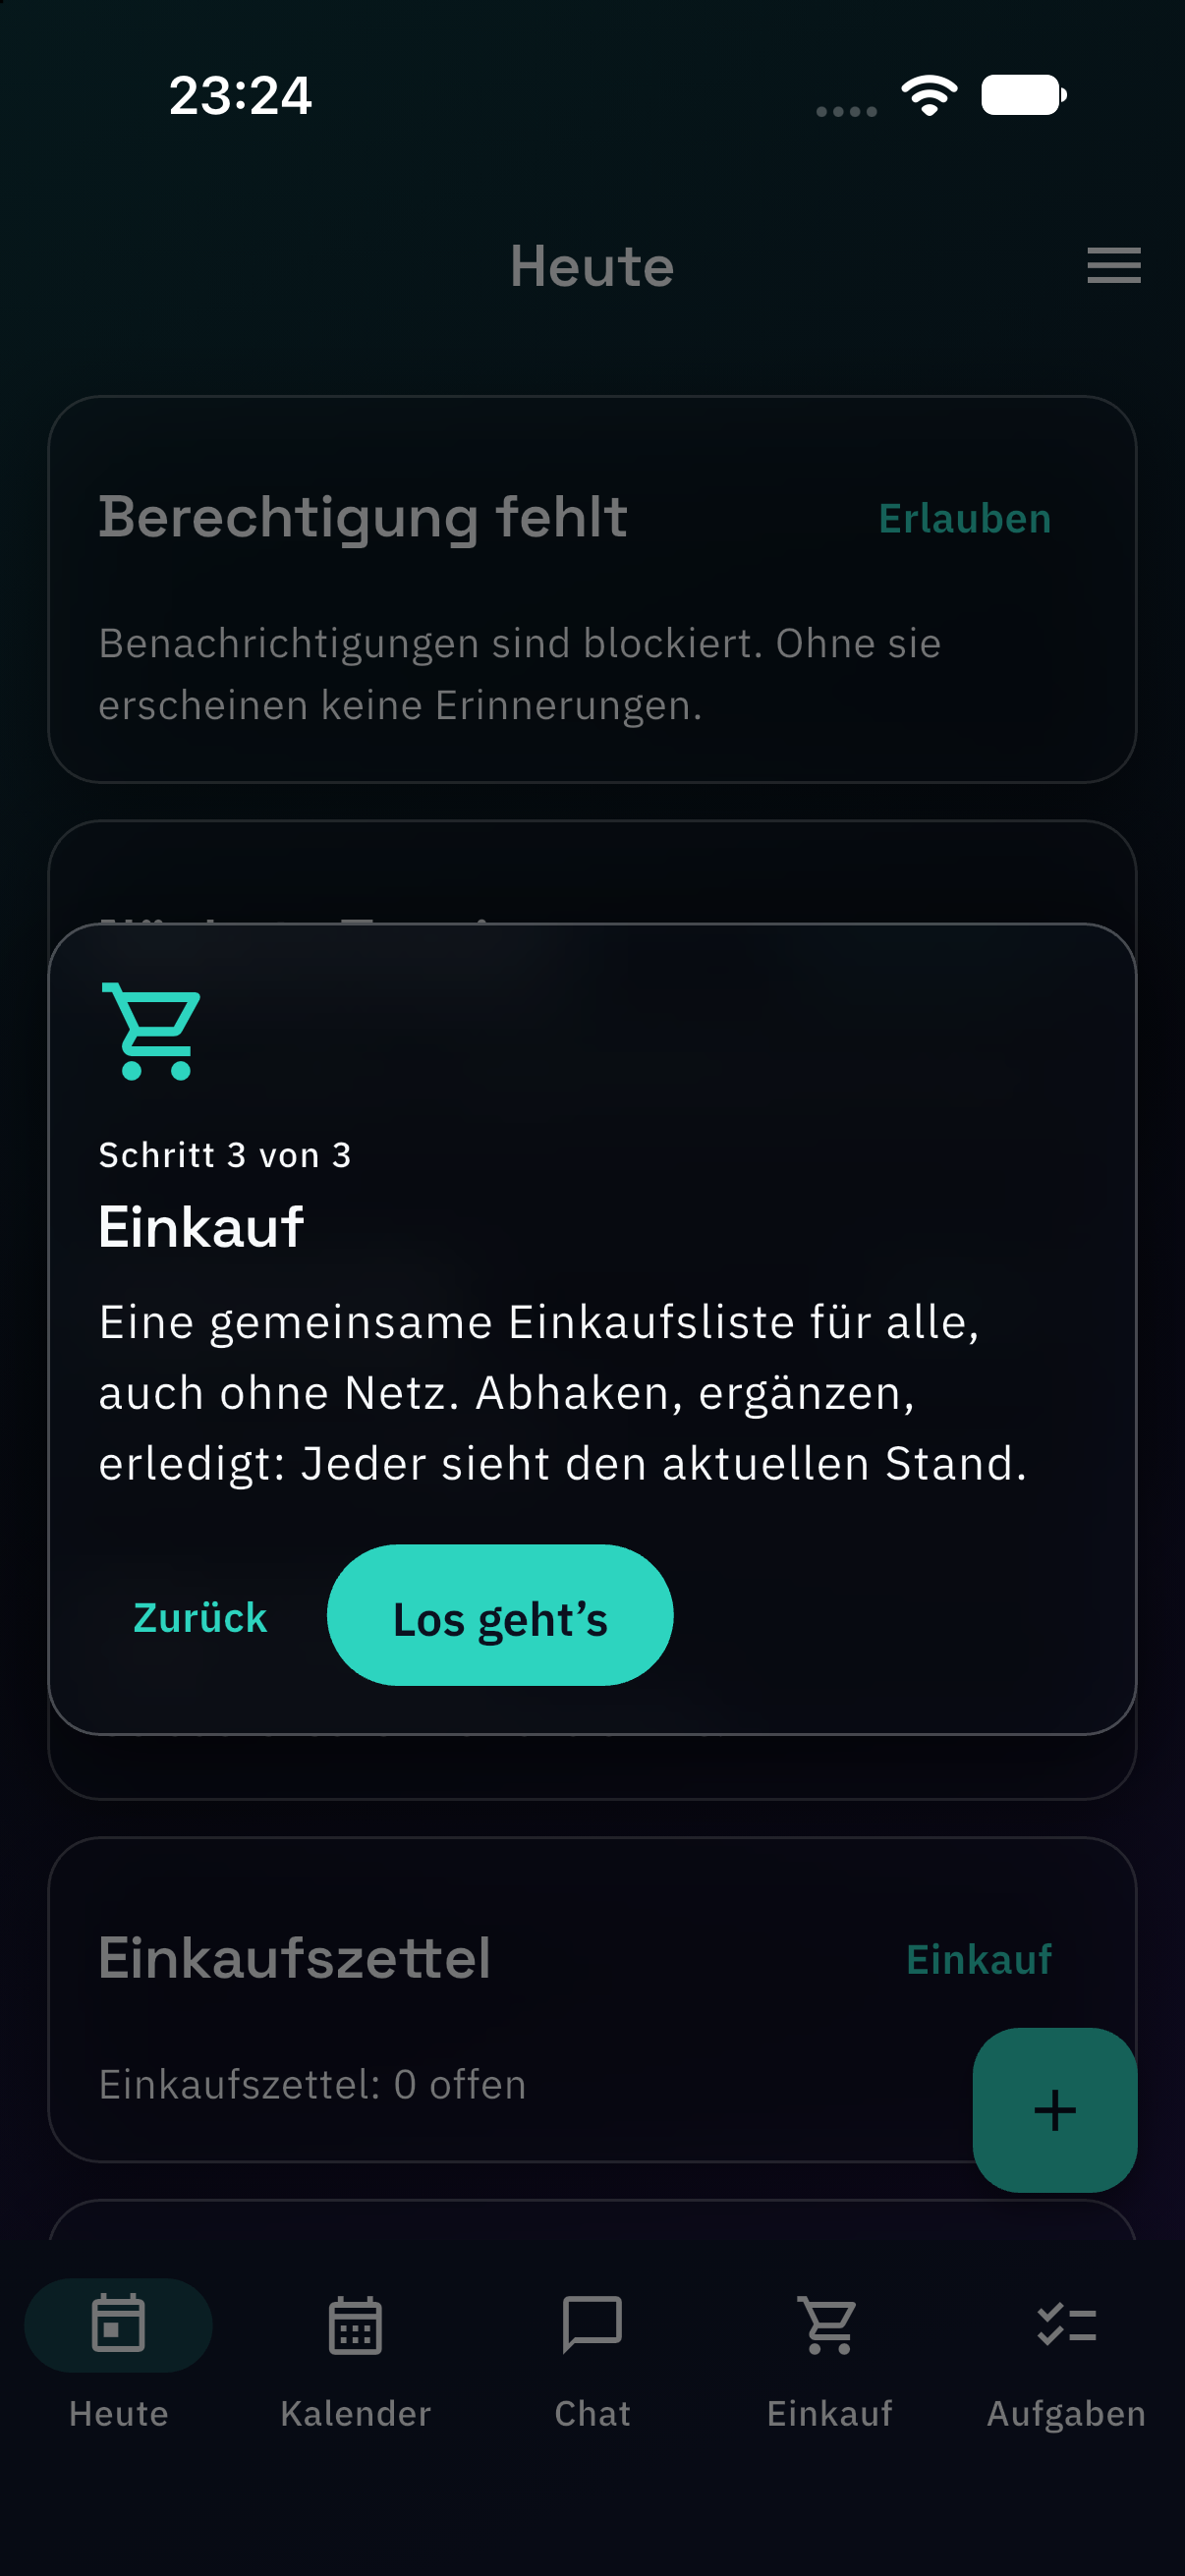 23:24
Heute
Berechtigung fehlt
Erlauben
Benachrichtigungen sind blockiert. Ohne sie
erscheinen keine Erinnerungen.
Schritt 3 von 3
Einkauf
Eine gemeinsame Einkaufsliste für alle,
auch ohne Netz. Abhaken, ergänzen,
erledigt: Jeder sieht den aktuellen Stand.
Zurück
Los geht’s
Einkaufszettel
Einkauf
Einkaufszettel: 0 offen
+
Heute
Kalender
Chat
Einkauf
Aufgaben